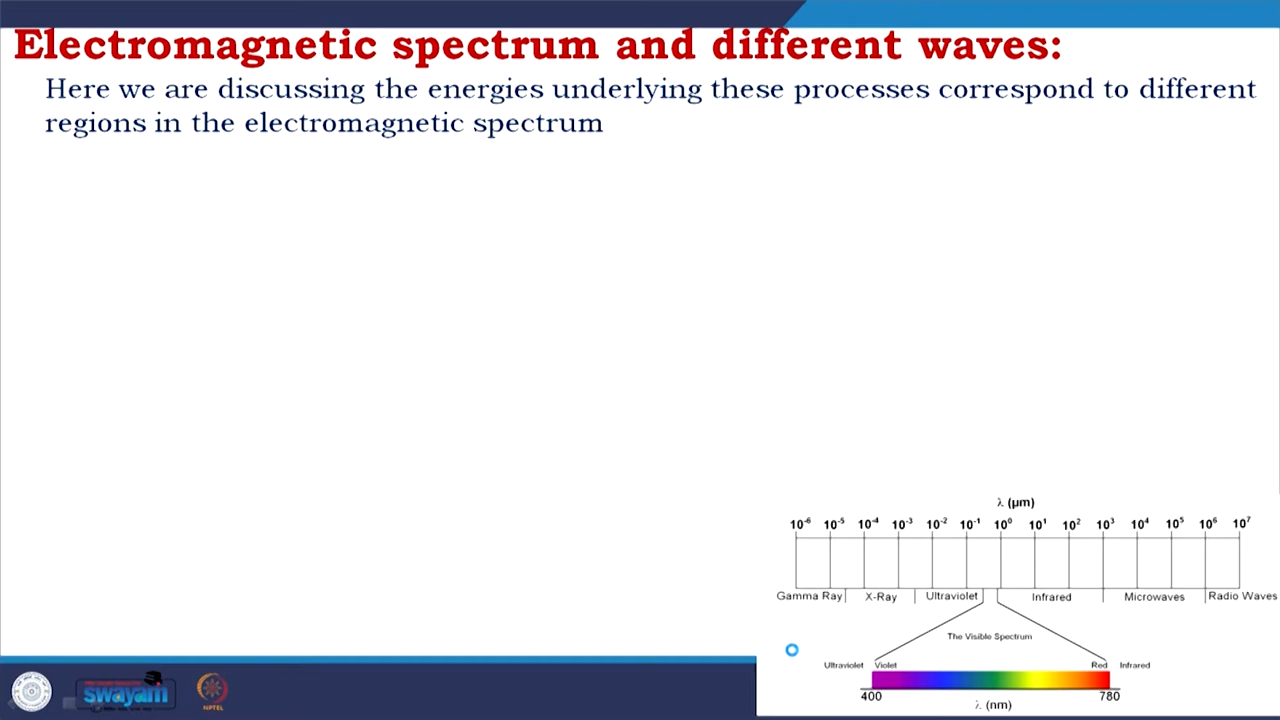 Electromagnetic spectrum and different waves:
Here we are discussing the energies underlying these processes correspond to different
regions in the electromagnetic spectrum
λ (µm)
10⁻⁶ 10⁻⁵ 10⁻⁴ 10⁻³ 10⁻² 10⁻¹ 10⁰ 10¹ 10² 10³ 10⁴ 10⁵ 10⁶ 10⁷
Gamma Ray X-Ray Ultraviolet Infrared Microwaves Radio Waves
The Visible Spectrum
Ultraviolet Violet Red Infrared
400 780
λ (nm)
swayam
NPTEL